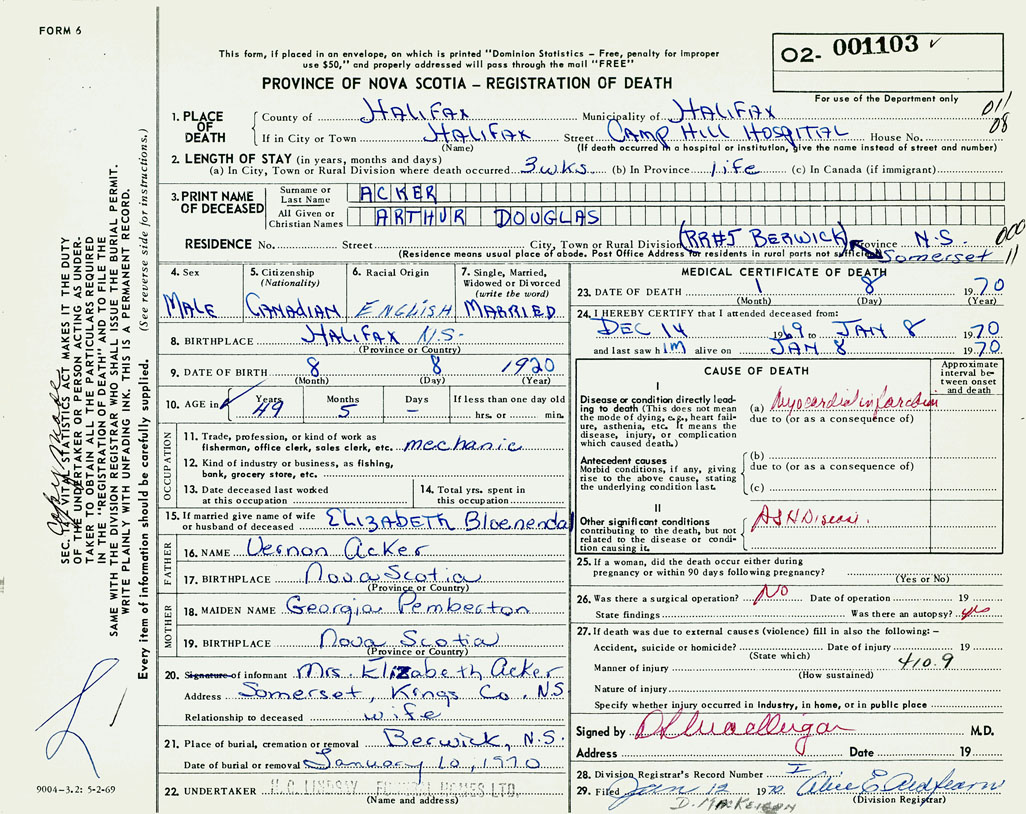 FORM 6
This form, if placed in an envelope, on which is printed "Dominion Statistics – Free, penalty for improper
use $50," and properly addressed will pass through the mail "FREE"
O2- 001103 ✓
For use of the Department only
PROVINCE OF NOVA SCOTIA – REGISTRATION OF DEATH
011
08
1. PLACE OF DEATH County of HALIFAX Municipality of HALIFAX
If in City or Town HALIFAX Street CAMP HILL HOSPITAL House No.
(Name) (If death occurred in a hospital or institution, give the name instead of street and number)
2. LENGTH OF STAY (in years, months and days)
(a) In City, Town or Rural Division where death occurred 3 wks (b) In Province life (c) In Canada (if immigrant)
3. PRINT NAME OF DECEASED Surname or Last Name ACKER
All Given or Christian Names ARTHUR DOUGLAS
RESIDENCE No. Street City, Town or Rural Division (RR#5 BERWICK) Province N.S. 000
(Residence means usual place of abode. Post Office Address for residents in rural parts not sufficient) Somerset 11
4. Sex MALE
5. Citizenship (Nationality) CANADIAN
6. Racial Origin ENGLISH
7. Single, Married, Widowed or Divorced (write the word) MARRIED
8. BIRTHPLACE HALIFAX N.S.
(Province or Country)
9. DATE OF BIRTH 8 8 1920
(Month) (Day) (Year)
10. AGE in ✓ Years 49 Months 5 Days – If less than one day old
hrs. or min.
OCCUPATION
11. Trade, profession, or kind of work as
fisherman, office clerk, sales clerk, etc. mechanic
12. Kind of industry or business, as fishing,
bank, grocery store, etc.
13. Date deceased last worked
at this occupation
14. Total yrs. spent in
this occupation
15. If married give name of wife
or husband of deceased ELIZABETH Bloenendal
FATHER
16. NAME Vernon Acker
17. BIRTHPLACE Nova Scotia
(Province or Country)
MOTHER
18. MAIDEN NAME Georgia Pemberton
19. BIRTHPLACE Nova Scotia
(Province or Country)
20. Signature of informant Mrs. Elizabeth Acker
Address Somerset, Kings Co. NS
Relationship to deceased wife
21. Place of burial, cremation or removal Berwick, N.S.
Date of burial or removal January 10, 1970
22. UNDERTAKER H.C. LINDSAY FUNERAL HOMES LTD.
(Name and address)
MEDICAL CERTIFICATE OF DEATH
23. DATE OF DEATH 1 8 1970
(Month) (Day) (Year)
24. I HEREBY CERTIFY that I attended deceased from:
DEC 14 1969 to JAN 8 1970
and last saw him alive on JAN 8 1970
CAUSE OF DEATH
Approximate interval be-tween onset and death
I
Disease or condition directly lead-
ing to death (This does not mean
the mode of dying, e.g., heart fail-
ure, asthenia, etc. It means the
disease, injury, or complication
which caused death.)
(a) Myocardial infarction
due to (or as a consequence of)
Antecedent causes
Morbid conditions, if any, giving
rise to the above cause, stating
the underlying condition last.
(b)
due to (or as a consequence of)
(c)
II
Other significant conditions
contributing to the death, but not
related to the disease or condi-
tion causing it.
ASH Disease.
25. If a woman, did the death occur either during
pregnancy or within 90 days following pregnancy?
(Yes or No)
26. Was there a surgical operation? No Date of operation 19
State findings Was there an autopsy? yes
27. If death was due to external causes (violence) fill in also the following: –
Accident, suicide or homicide? Date of injury 19
(State which)
Manner of injury 410.9
(How sustained)
Nature of injury
Specify whether injury occurred in industry, in home, or in public place
Signed by M.D.
Address Date 19
28. Division Registrar's Record Number I
29. Filed Jan 12 1970
(Division Registrar)
D. MacKeigan
9004-3.2: 5-2-69
Copy Made
SEC. 14 VITAL STATISTICS ACT MAKES IT THE DUTY
OF THE UNDERTAKER OR PERSON ACTING AS UNDER-
TAKER TO OBTAIN ALL THE PARTICULARS REQUIRED
IN THE "REGISTRATION OF DEATH" AND TO FILE THE
SAME WITH THE DIVISION REGISTRAR WHO SHALL ISSUE THE BURIAL PERMIT.
WRITE PLAINLY WITH UNFADING INK. THIS IS A PERMANENT RECORD.
Every item of information should be carefully supplied. (See reverse side for instructions.)